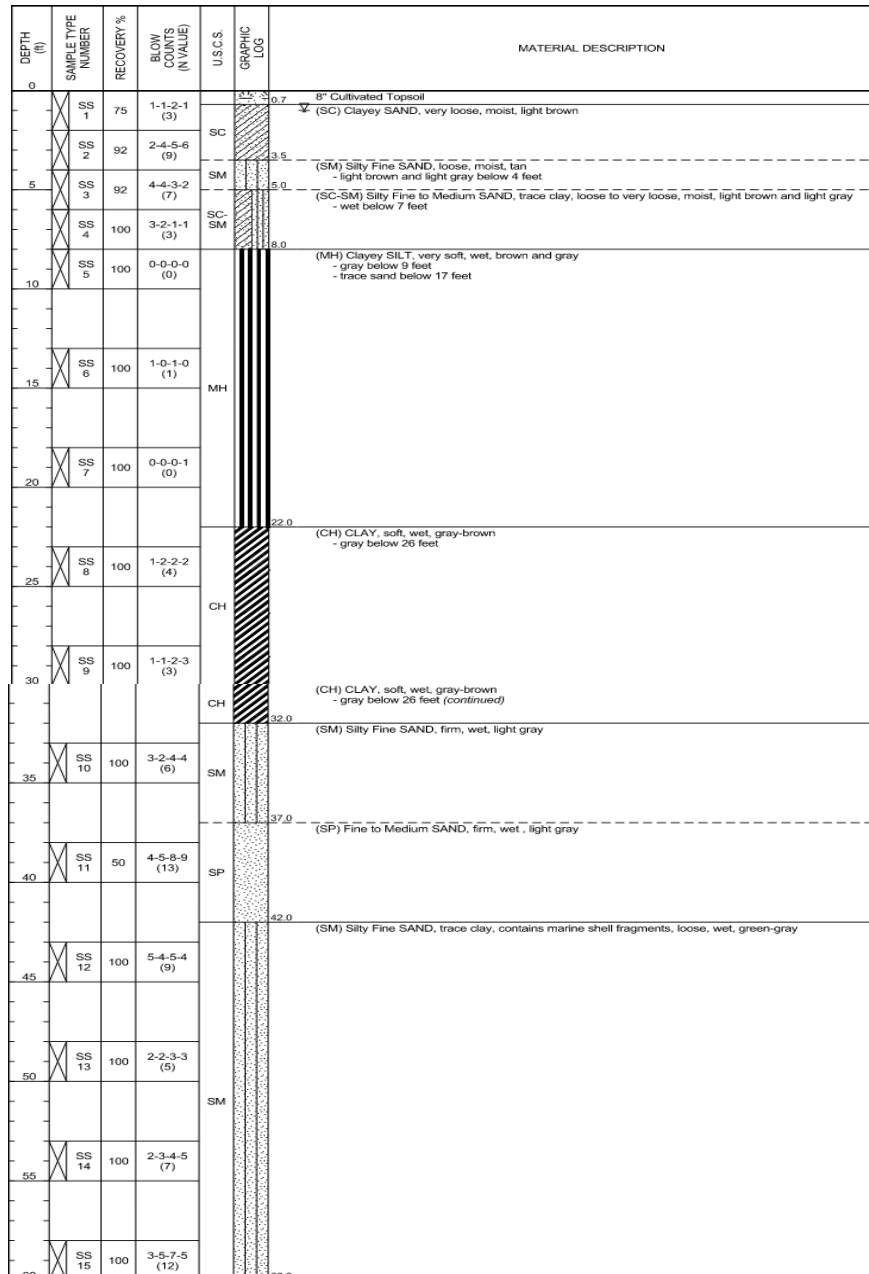 DEPTH (ft)
SAMPLE TYPE NUMBER
RECOVERY %
BLOW COUNTS (N VALUE)
U.S.C.S.
GRAPHIC LOG
MATERIAL DESCRIPTION
0
0.7
8" Cultivated Topsoil
SS 1 75 1-1-2-1 (3)
(SC) Clayey SAND, very loose, moist, light brown
SC
SS 2 92 2-4-5-6 (9)
3.5
(SM) Silty Fine SAND, loose, moist, tan
- light brown and light gray below 4 feet
SM
5
SS 3 92 4-4-3-2 (7)
5.0
(SC-SM) Silty Fine to Medium SAND, trace clay, loose to very loose, moist, light brown and light gray
- wet below 7 feet
SC-SM
SS 4 100 3-2-1-1 (3)
8.0
(MH) Clayey SILT, very soft, wet, brown and gray
- gray below 9 feet
- trace sand below 17 feet
SS 5 100 0-0-0-0 (0)
10
SS 6 100 1-0-1-0 (1)
15
MH
SS 7 100 0-0-0-1 (0)
20
22.0
(CH) CLAY, soft, wet, gray-brown
- gray below 26 feet
SS 8 100 1-2-2-2 (4)
25
CH
SS 9 100 1-1-2-3 (3)
30
(CH) CLAY, soft, wet, gray-brown
- gray below 26 feet (continued)
CH
32.0
(SM) Silty Fine SAND, firm, wet, light gray
SS 10 100 3-2-4-4 (6)
SM
35
37.0
(SP) Fine to Medium SAND, firm, wet , light gray
SS 11 50 4-5-8-9 (13)
SP
40
42.0
(SM) Silty Fine SAND, trace clay, contains marine shell fragments, loose, wet, green-gray
SS 12 100 5-4-5-4 (9)
45
SS 13 100 2-2-3-3 (5)
50
SM
SS 14 100 2-3-4-5 (7)
55
SS 15 100 3-5-7-5 (12)